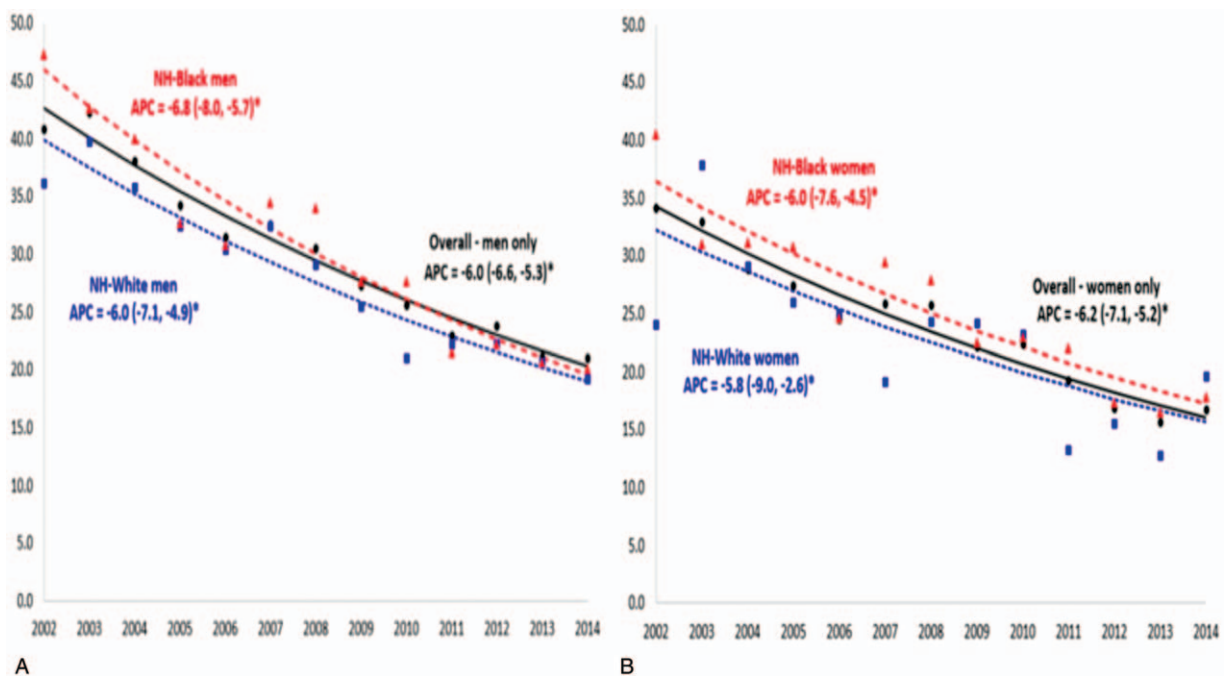 50.0
45.0
40.0
35.0
30.0
25.0
20.0
15.0
10.0
5.0
0.0
2002 2003 2004 2005 2006 2007 2008 2009 2010 2011 2012 2013 2014
NH-Black men
APC = -6.8 (-8.0, -5.7)*
Overall - men only
APC = -6.0 (-6.6, -5.3)*
NH-White men
APC = -6.0 (-7.1, -4.9)*
A
50.0
45.0
40.0
35.0
30.0
25.0
20.0
15.0
10.0
5.0
0.0
2002 2003 2004 2005 2006 2007 2008 2009 2010 2011 2012 2013 2014
NH-Black women
APC = -6.0 (-7.6, -4.5)*
Overall - women only
APC = -6.2 (-7.1, -5.2)*
NH-White women
APC = -5.8 (-9.0, -2.6)*
B